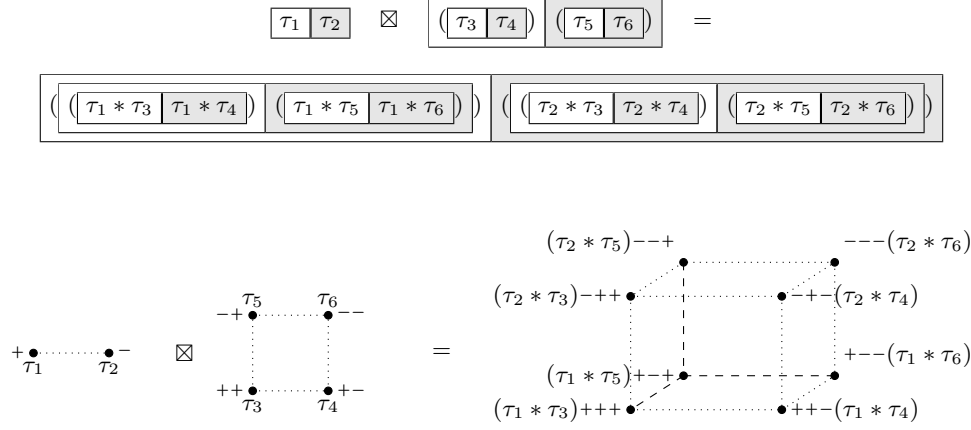 τ₁ τ₂ ⊠ (τ₃ τ₄) (τ₅ τ₆) =
((τ₁ * τ₃ τ₁ * τ₄) (τ₁ * τ₅ τ₁ * τ₆)) ((τ₂ * τ₃ τ₂ * τ₄) (τ₂ * τ₅ τ₂ * τ₆))
(τ₂ * τ₅)−−+ −−−(τ₂ * τ₆)
τ₅ τ₆ (τ₂ * τ₃)−++ −+−(τ₂ * τ₄)
−+ −−
+ − ⊠ = +−−(τ₁ * τ₆)
τ₁ τ₂ (τ₁ * τ₅)+−+
++ +− (τ₁ * τ₃)+++ ++−(τ₁ * τ₄)
τ₃ τ₄